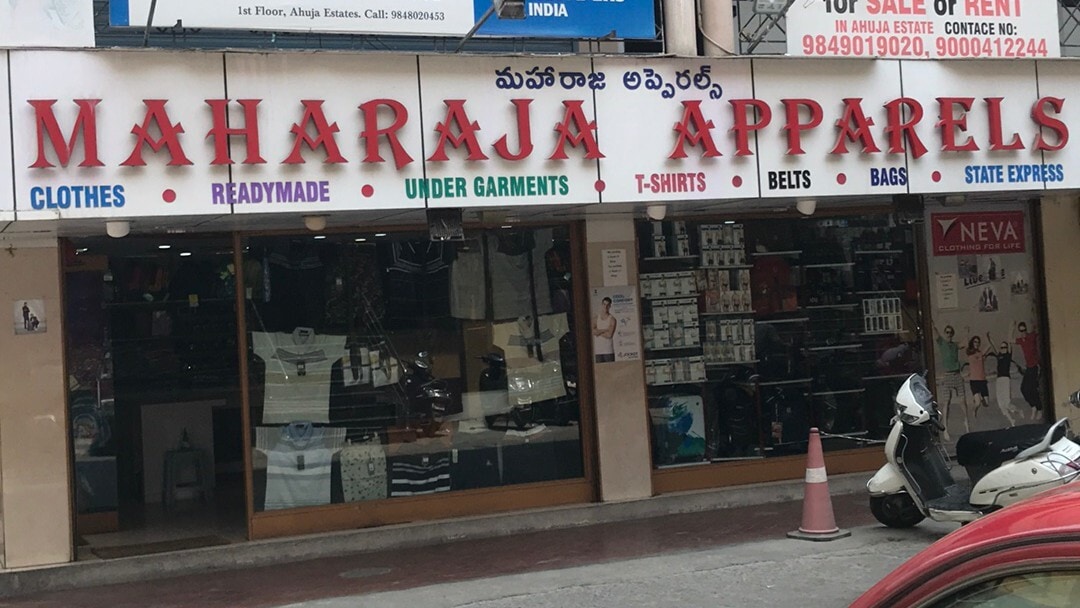 1st Floor, Ahuja Estates. Call: 9848020453
INDIA
for SALE or RENT
IN AHUJA ESTATE CONTACE NO:
9849019020, 9000412244
మహారాజ అప్పెరల్స్
MAHARAJA APPARELS
CLOTHES • READYMADE • UNDER GARMENTS • T-SHIRTS • BELTS • BAGS • STATE EXPRESS
NEVA
CLOTHING FOR LIFE